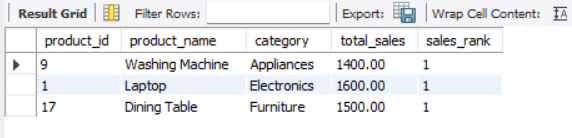 Result Grid Filter Rows: Export: Wrap Cell Content: IA
product_id product_name category total_sales sales_rank
9 Washing Machine Appliances 1400.00 1
1 Laptop Electronics 1600.00 1
17 Dining Table Furniture 1500.00 1